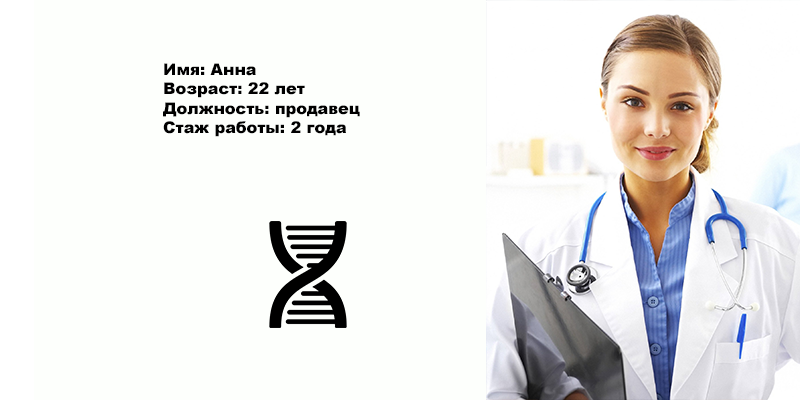 Имя: Анна
Возраст: 22 лет
Должность: продавец
Стаж работы: 2 года